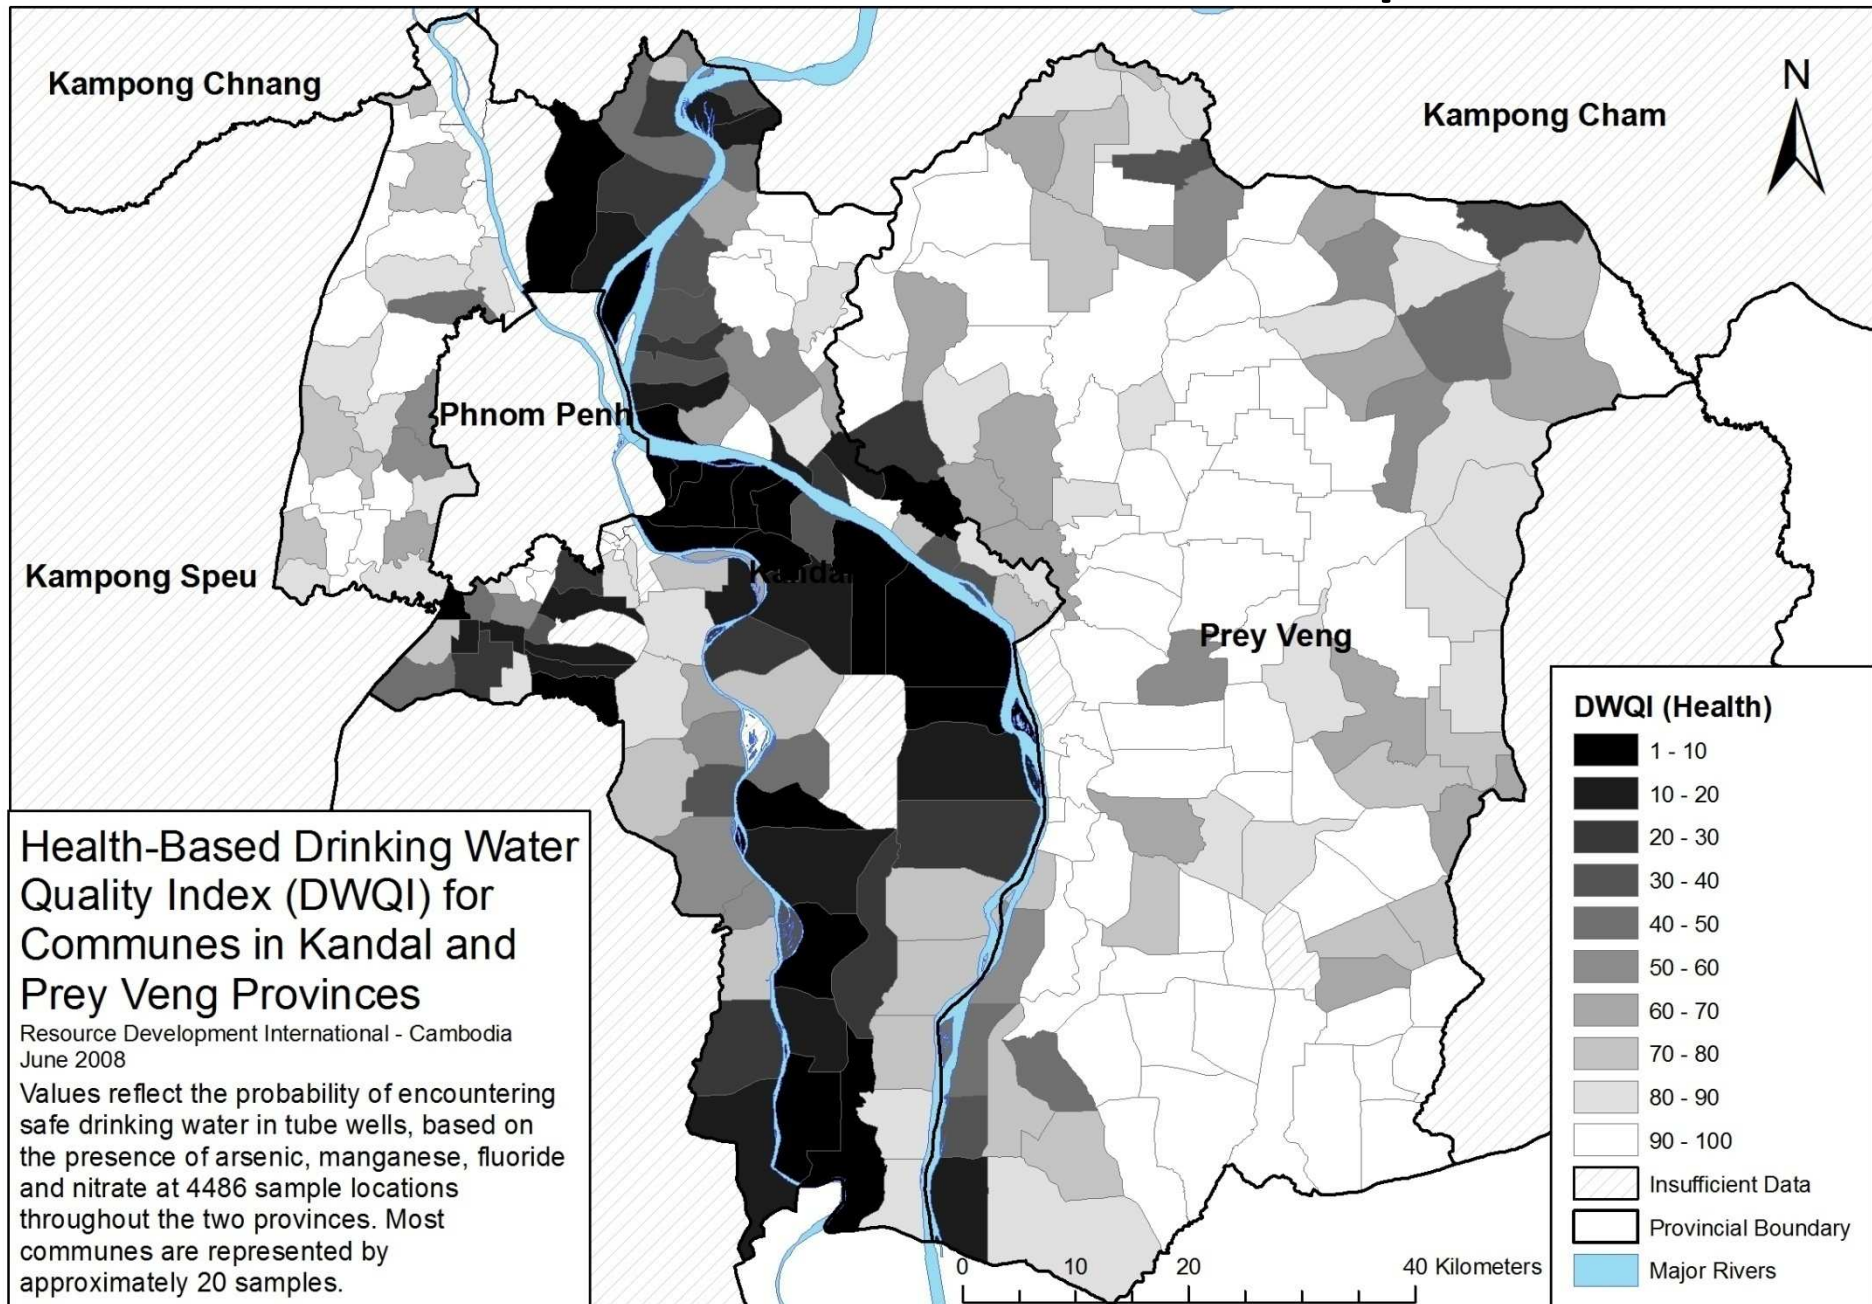 Kampong Chnang
Kampong Cham
N
Phnom Penh
Kampong Speu
Kandal
Prey Veng
Health-Based Drinking Water
Quality Index (DWQI) for
Communes in Kandal and
Prey Veng Provinces
Resource Development International - Cambodia
June 2008
Values reflect the probability of encountering
safe drinking water in tube wells, based on
the presence of arsenic, manganese, fluoride
and nitrate at 4486 sample locations
throughout the two provinces. Most
communes are represented by
approximately 20 samples.
0 10 20 40 Kilometers
DWQI (Health)
1 - 10
10 - 20
20 - 30
30 - 40
40 - 50
50 - 60
60 - 70
70 - 80
80 - 90
90 - 100
Insufficient Data
Provincial Boundary
Major Rivers